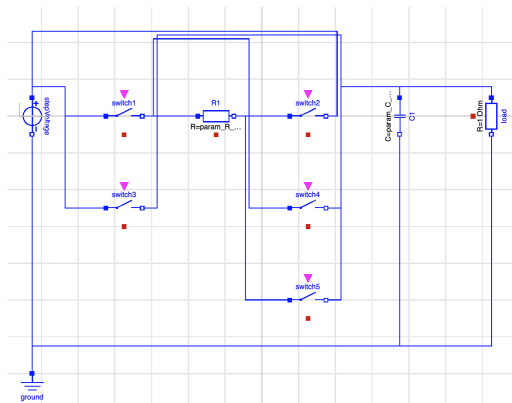 stepVoltage
+
-
switch1
R1
R=param_R_...
switch2
C=param_C_...
C1
R=1 Ohm
load
switch3
switch4
switch5
ground